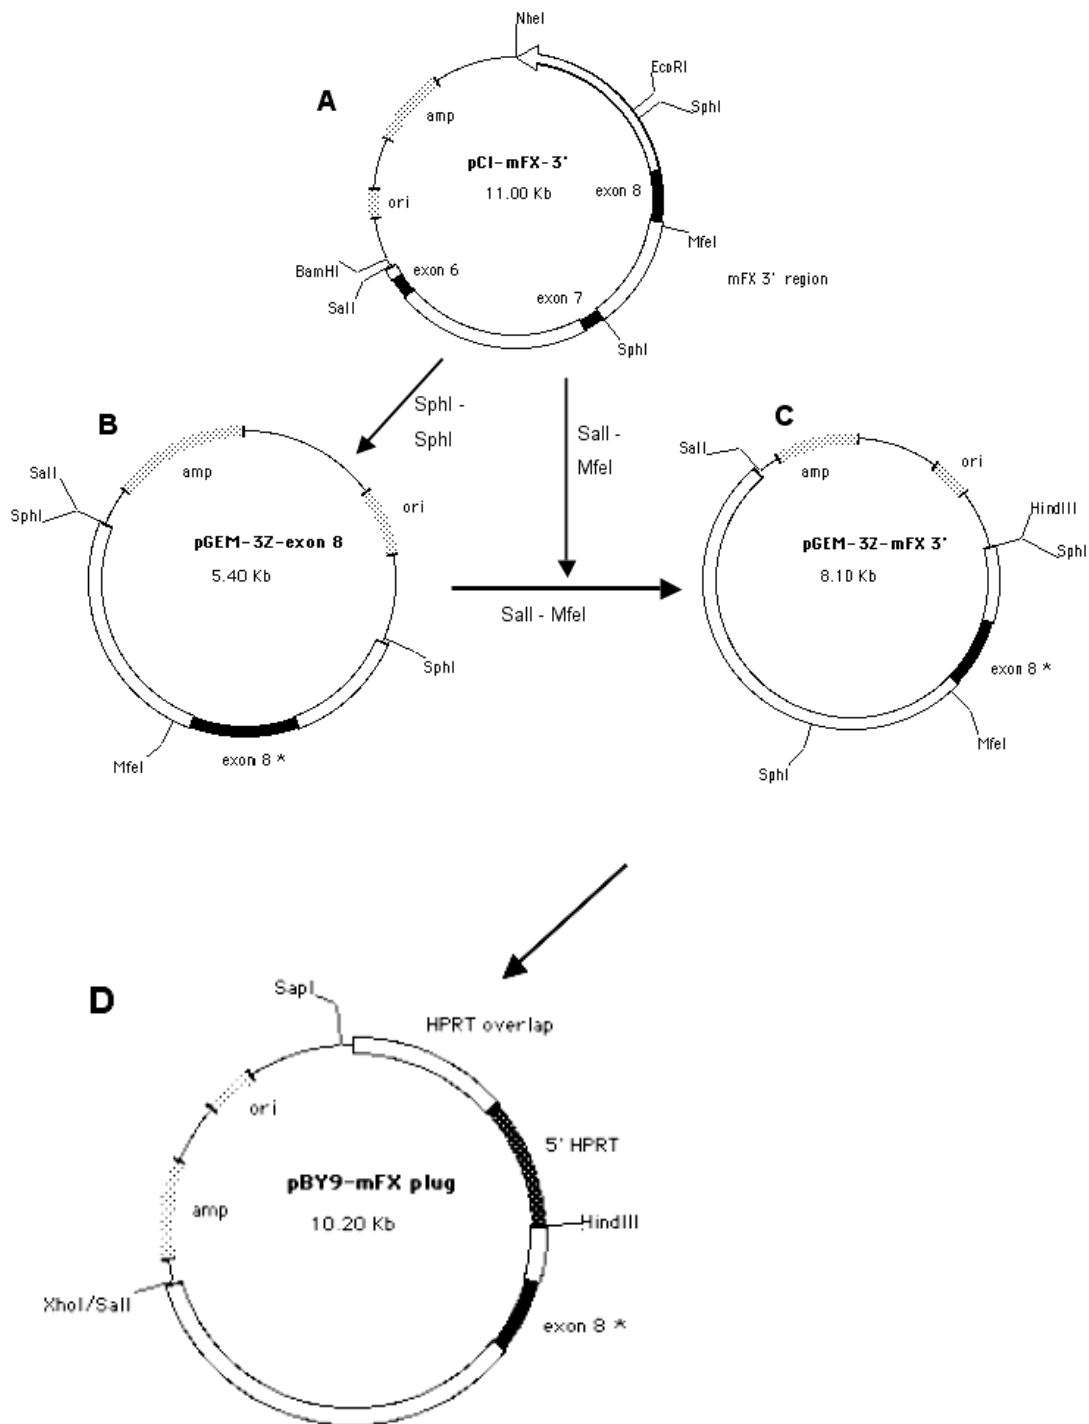 NheI
EcoRI
A
SphI
amp
pCI-mFX-3'
11.00 Kb
exon 8
ori
MfeI
BamHI
exon 6
mFX 3' region
SalI
exon 7
SphI
SphI -
SphI
SalI -
MfeI
B
SalI
amp
SphI
ori
pGEM-3Z-exon 8
5.40 Kb
SphI
MfeI
exon 8 *
SalI - MfeI
C
SalI
amp
ori
HindIII
SphI
pGEM-3Z-mFX 3'
8.10 Kb
exon 8 *
MfeI
SphI
D
SapI
HPRT overlap
ori
5' HPRT
pBY9-mFX plug
amp
10.20 Kb
HindIII
XhoI/SalI
exon 8 *